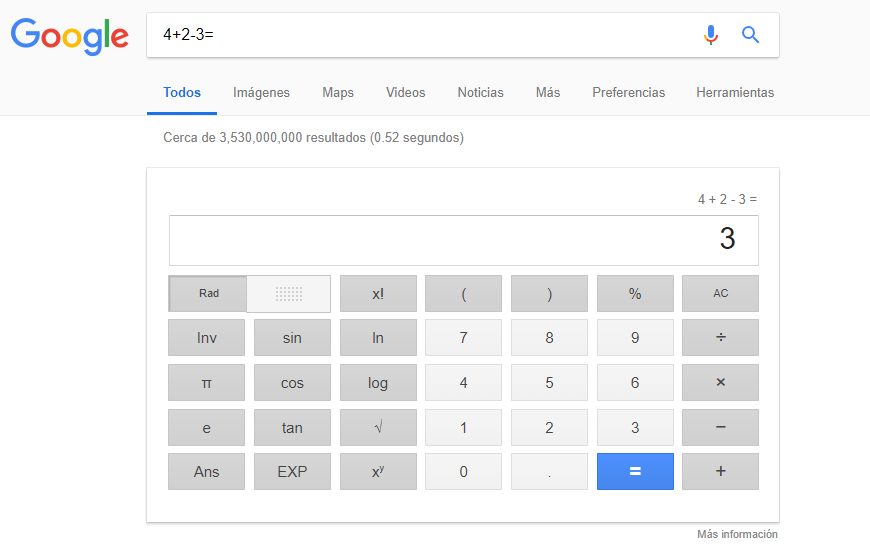 Google
4+2-3=
Todos Imágenes Maps Videos Noticias Más Preferencias Herramientas
Cerca de 3,530,000,000 resultados (0.52 segundos)
4 + 2 - 3 =
3
Rad x! ( ) % AC
Inv sin ln 7 8 9 ÷
π cos log 4 5 6 ×
e tan √ 1 2 3 −
Ans EXP xʸ 0 . = +
Más información